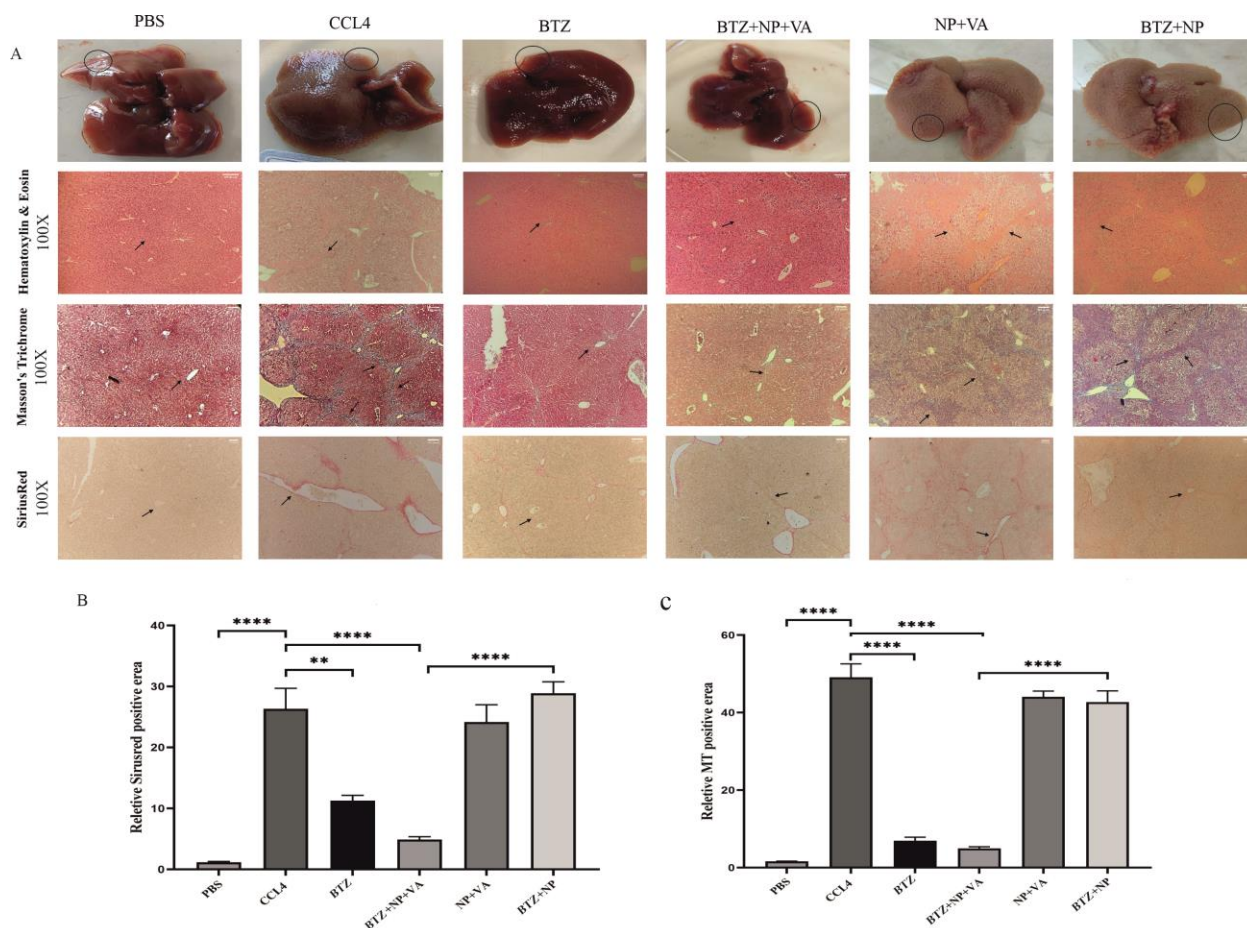 PBS
CCL4
BTZ
BTZ+NP+VA
NP+VA
BTZ+NP
A
Hematoxylin & Eosin
100X
Masson's Trichrome
100X
SiriusRed
100X
B
Reletive Sirusred positive erea
40
30
20
10
0
****
****
**
****
PBS
CCL4
BTZ
BTZ+NP+VA
NP+VA
BTZ+NP
C
Reletive MT positive erea
60
40
20
0
****
****
****
****
PBS
CCL4
BTZ
BTZ+NP+VA
NP+VA
BTZ+NP